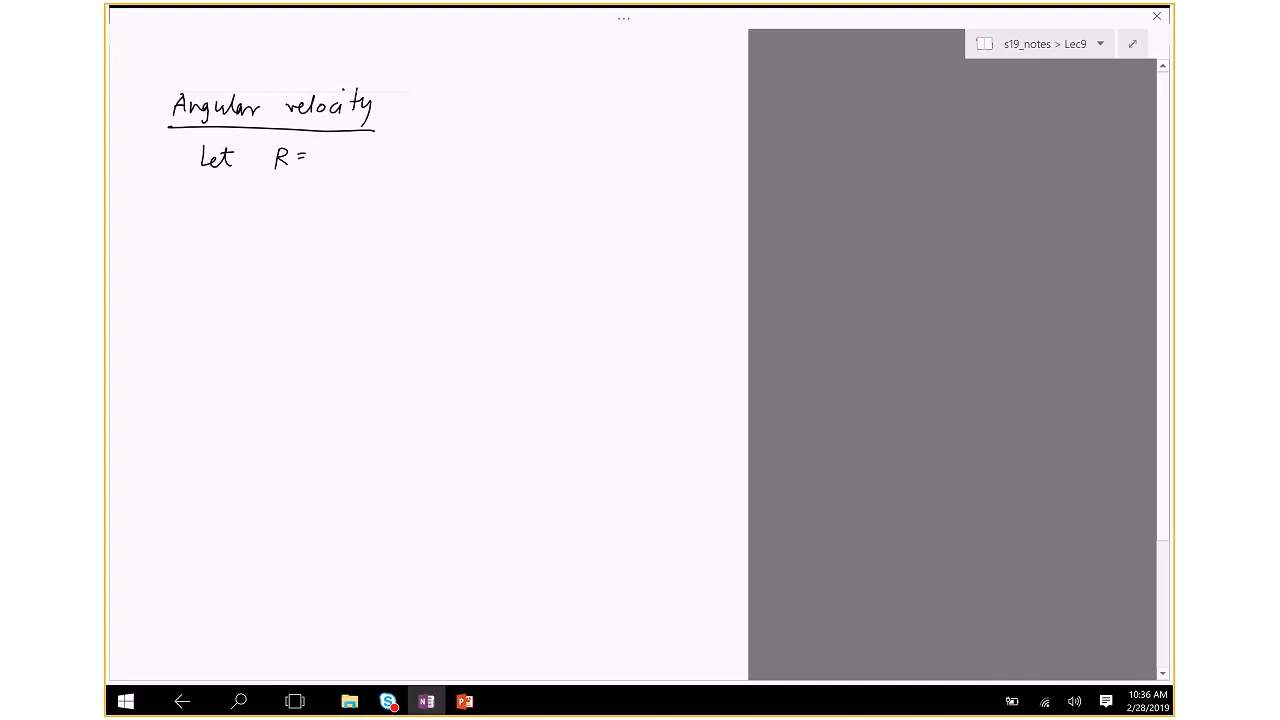 ...
s19_notes > Lec9
Angular velocity
Let R =
10:36 AM
2/28/2019